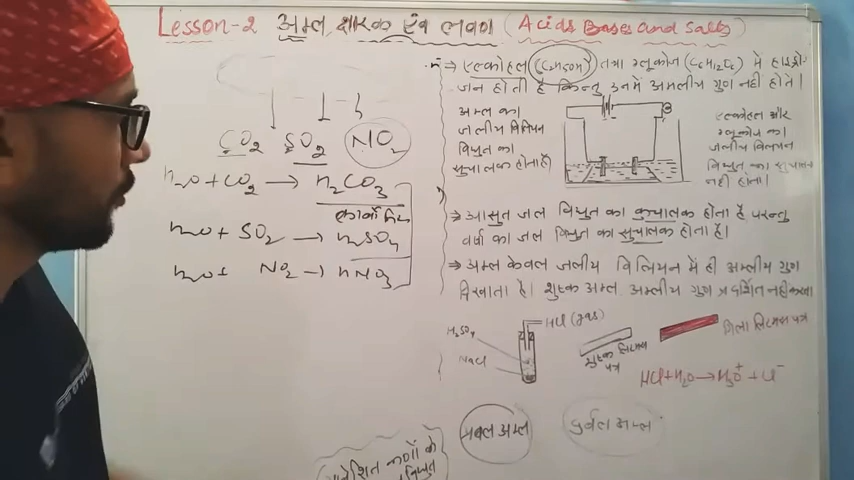 Lesson-2 अम्ल, क्षारक एंव लवण (Acids Bases and Salts)
CO2 SO2 NO2
H2O + CO2 → H2CO3
H2O + SO2 → H2SO4
H2O + NO2 → HNO3
⇒ एल्कोहल (C2H5OH) तथा ग्लूकोज (C6H12O6) में हाइड्रो-
जन होती है किन्तु उनमें अम्लीय गुण नही होते।
अम्ल का
जलीय विलियन
विधुत का
सुचालक होता है।
एल्कोहल और
ग्लूकोज का
जलीय विलयन
विधुत का सुचालक
नही होता।
⇒ आसुत जल विधुत का कुचालक होता है परन्तु
वर्षा का जल विधुत का सुचालक होता है।
⇒ अम्ल केवल जलीय विलियन में ही अम्लीय गुण
दिखाता है। शुष्क अम्ल अम्लीय गुण प्रदर्शित नही करता
HCl (gas)
H2SO4
NaCl
शुष्क लिटमस
पत्र
गिला लिटमस पत्र
HCl + H2O → H3O+ + Cl-
प्रबल अम्ल
दुर्बल अम्ल
कणों के
विधुत